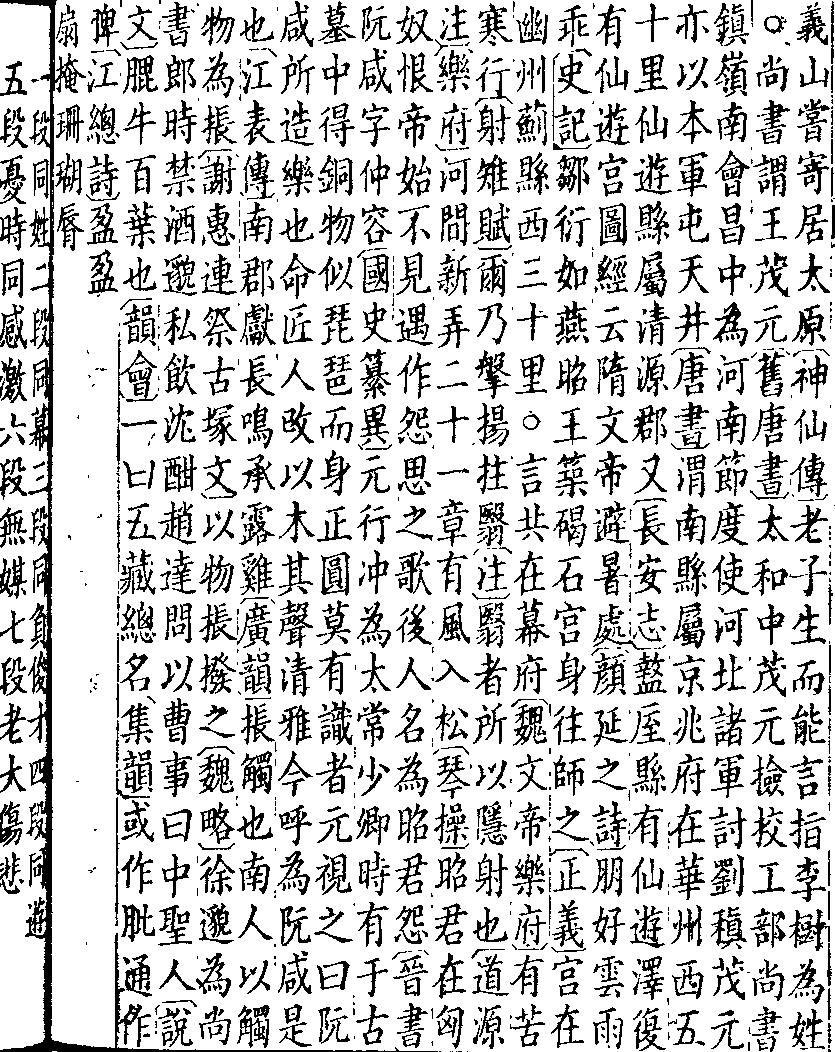 義山嘗寄居太原神仙傳老子生而能言指李樹為姓
○尚書謂王茂元舊唐書太和中茂元撿校工部尚書
鎮嶺南會昌中為河南節度使河北諸軍討劉稹茂元
亦以本軍屯天井唐書渭南縣屬京兆府在華州西五
十里仙遊縣屬清源郡又長安志盩厔縣有仙遊澤復
有仙遊宮圖經云隋文帝避暑處顏延之詩朋好雲雨
乖史記鄒衍如燕昭王築碣石宮身往師之正義宮在
幽州薊縣西三十里○言共在幕府魏文帝樂府有苦
寒行射雉賦爾乃擥揚拄翳注翳者所以隱射也道源
注樂府河間新弄二十一章有風入松琴操昭君在匈
奴恨帝始不見遇作怨思之歌後人名為昭君怨晉書
阮咸字仲容國史纂異元行冲為太常少卿時有于古
墓中得銅物似琵琶而身正圓莫有識者元視之曰阮
咸所造樂也命匠人改以木其聲清雅今呼為阮咸是
也江表傳南郡獻長鳴承露雞廣韻振觸也南人以觸
物為振謝惠連祭古塚文以物振撥之魏略徐邈為尚
書郎時禁酒邈私飲沈酣趙達問以曹事曰中聖人說
文膍牛百葉也韻會一曰五藏總名集韻或作肶通作
𨸆江總詩盈盈
扇掩珊瑚脣
一段同姓二段同幕三段同負俊才四段同遊
五段憂時同感激六段無媒七段老大傷悲